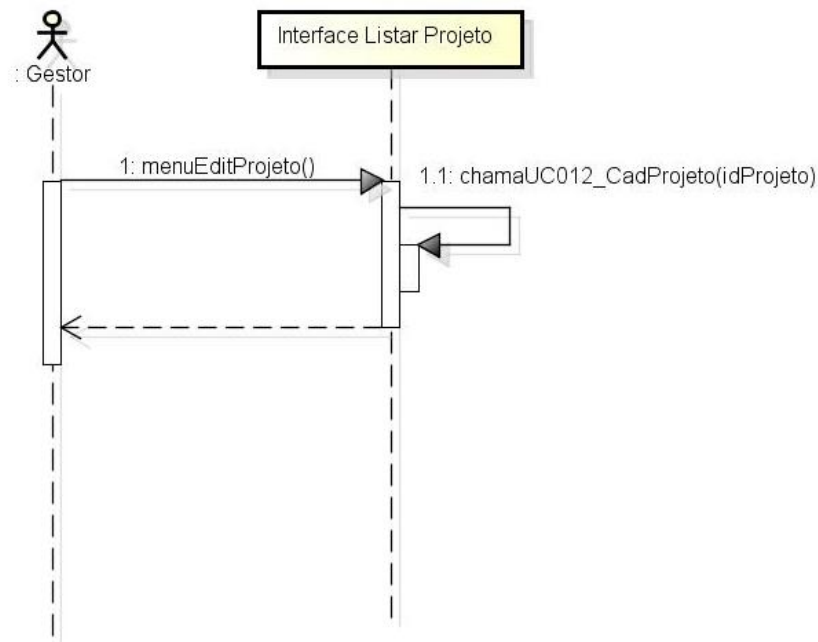 Interface Listar Projeto
: Gestor
1: menuEditProjeto()
1.1: chamaUC012_CadProjeto(idProjeto)